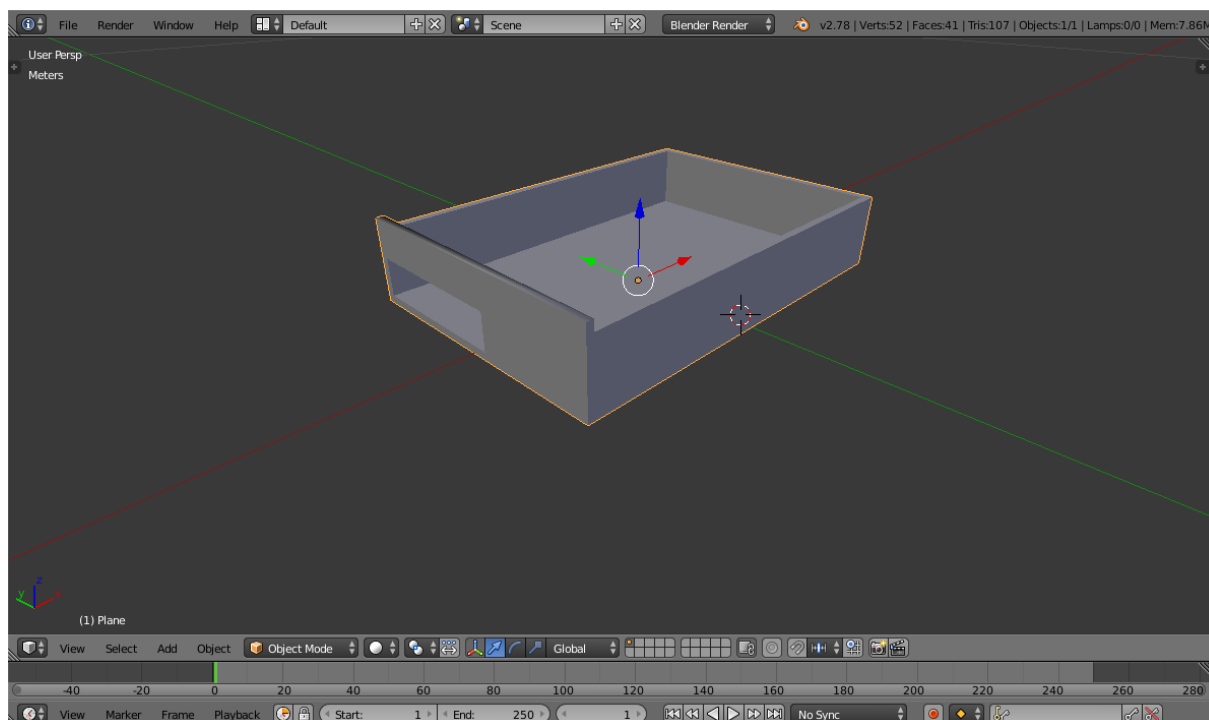 File Render Window Help Default Scene Blender Render v2.78 | Verts:52 | Faces:41 | Tris:107 | Objects:1/1 | Lamps:0/0 | Mem:7.86M
User Persp
Meters
z
y x
(1) Plane
View Select Add Object Object Mode Global
-40 -20 0 20 40 60 80 100 120 140 160 180 200 220 240 260 280
View Marker Frame Playback Start: 1 End: 250 1 No Sync